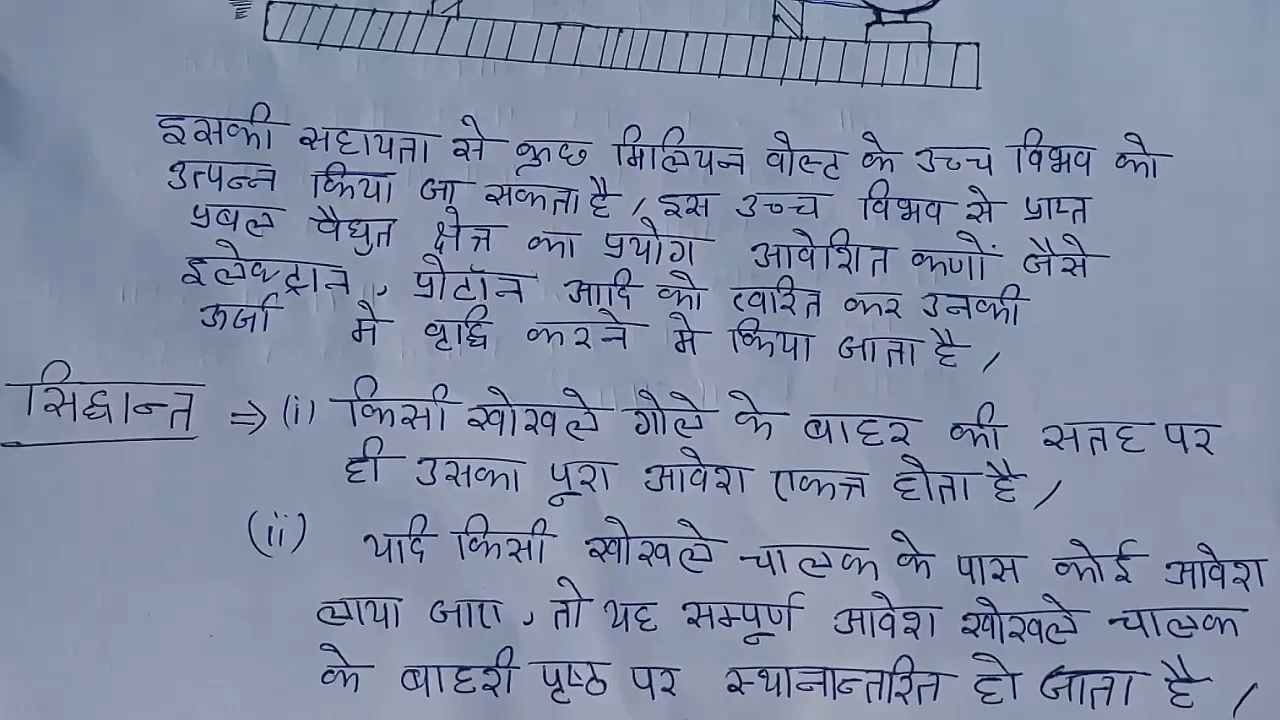 इसकी सहायता से कुछ मिलियन वोल्ट के उच्च विभव को
उत्पन्न किया जा सकता है, इस उच्च विभव से प्राप्त
प्रबल वैद्युत क्षेत्र का प्रयोग आवेशित कणों जैसे
इलेक्ट्रान, प्रोटॉन आदि को त्वरित कर उनकी
ऊर्जा में वृद्धि करने मे किया जाता है,
सिद्धान्त ⇒ (i) किसी खोखले गोले के बाहर की सतह पर
ही उसका पूरा आवेश एकत्र होता है,
(ii) यदि किसी खोखले चालक के पास कोई आवेश
लाया जाए, तो यह सम्पूर्ण आवेश खोखले चालक
के बाहरी पृष्ठ पर स्थानान्तरित हो जाता है,